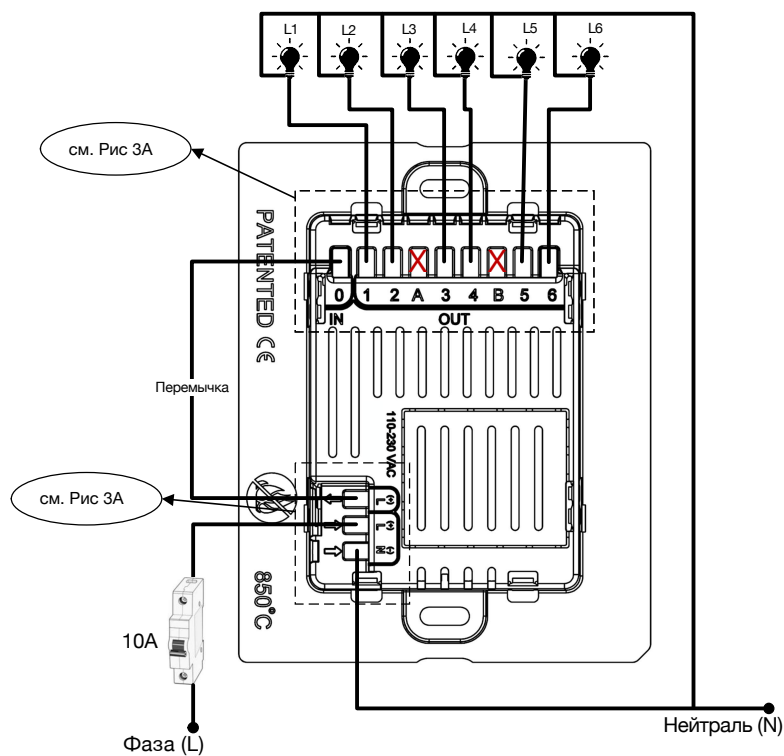 L1 L2 L3 L4 L5 L6
см. Рис 3А
PATENTED CE
0 1 2 A 3 4 B 5 6
IN OUT
Перемычка
110-230 VAC
см. Рис 3А
L
L
N
850°C
10A
Фаза (L)
Нейтраль (N)